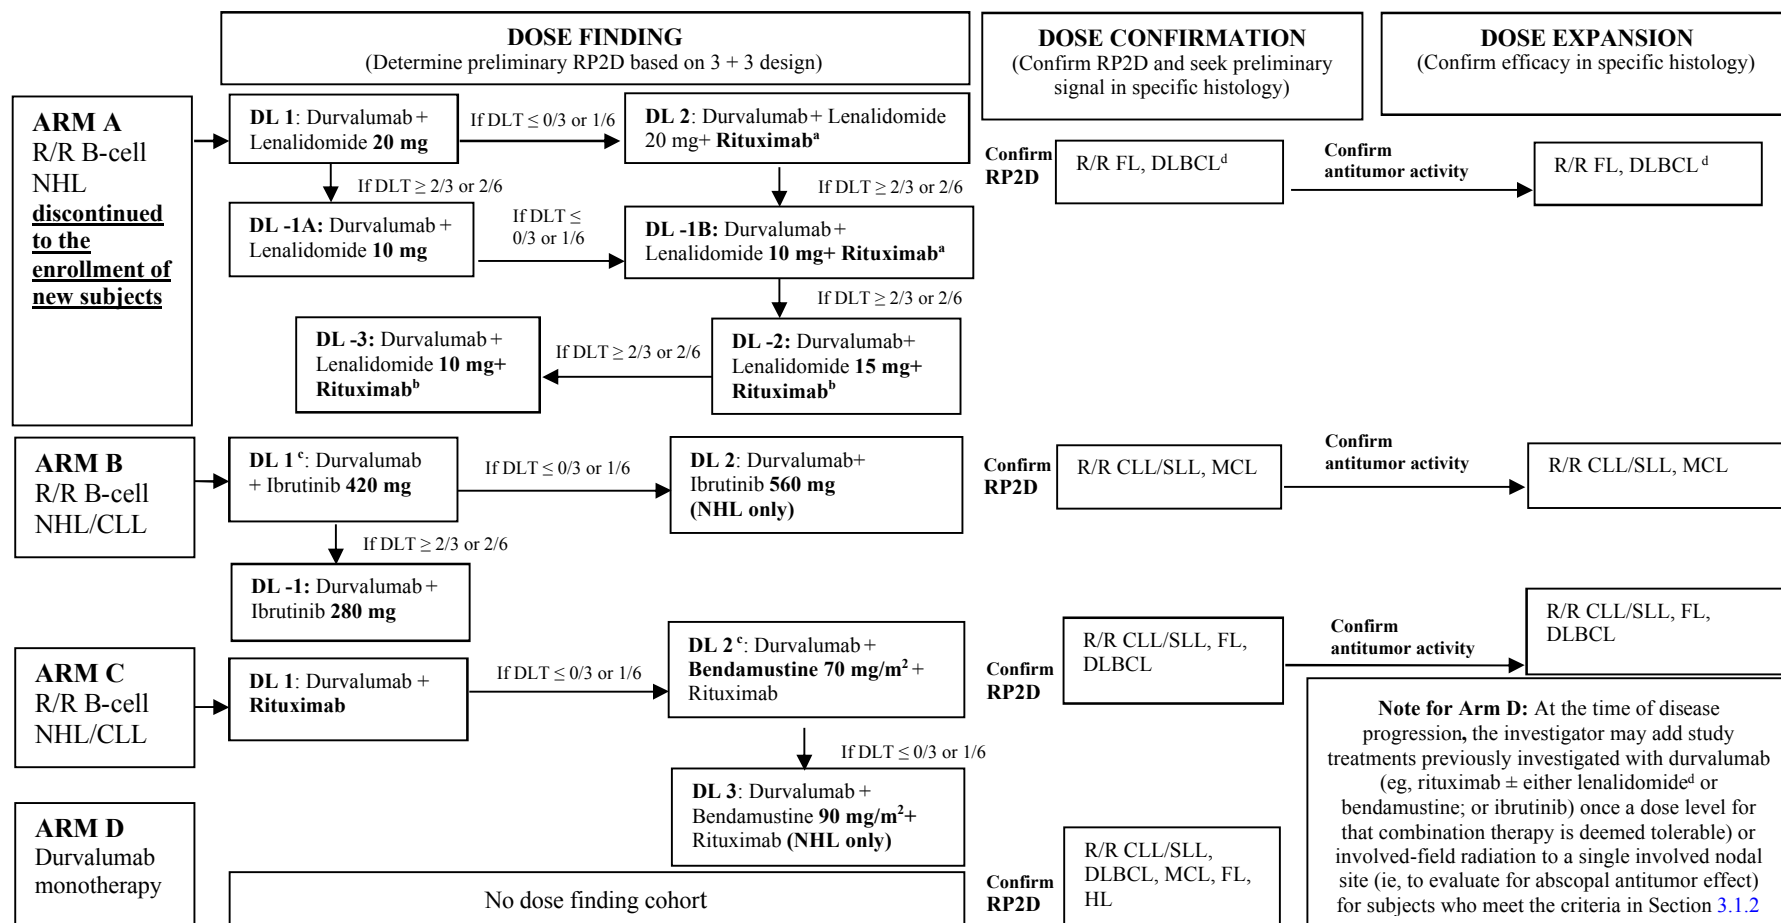 DOSE FINDING
(Determine preliminary RP2D based on 3 + 3 design)
DOSE CONFIRMATION
(Confirm RP2D and seek preliminary
signal in specific histology)
DOSE EXPANSION
(Confirm efficacy in specific histology)
ARM A
R/R B-cell
NHL
discontinued
to the
enrollment of
new subjects
DL 1: Durvalumab +
Lenalidomide 20 mg
If DLT ≤ 0/3 or 1/6
DL 2: Durvalumab+ Lenalidomide
20 mg+ Rituximabᵃ
Confirm
RP2D
R/R FL, DLBCLᵈ
Confirm
antitumor activity
R/R FL, DLBCLᵈ
If DLT ≥ 2/3 or 2/6
If DLT ≥ 2/3 or 2/6
DL -1A: Durvalumab +
Lenalidomide 10 mg
If DLT ≤
0/3 or 1/6
DL -1B: Durvalumab +
Lenalidomide 10 mg+ Rituximabᵃ
If DLT ≥ 2/3 or 2/6
DL -3: Durvalumab +
Lenalidomide 10 mg+
Rituximabᵇ
If DLT ≥ 2/3 or 2/6
DL -2: Durvalumab+
Lenalidomide 15 mg+
Rituximabᵇ
ARM B
R/R B-cell
NHL/CLL
DL 1 ᶜ: Durvalumab
+ Ibrutinib 420 mg
If DLT ≤ 0/3 or 1/6
DL 2: Durvalumab+
Ibrutinib 560 mg
(NHL only)
Confirm
RP2D
R/R CLL/SLL, MCL
Confirm
antitumor activity
R/R CLL/SLL, MCL
If DLT ≥ 2/3 or 2/6
DL -1: Durvalumab +
Ibrutinib 280 mg
ARM C
R/R B-cell
NHL/CLL
DL 1: Durvalumab +
Rituximab
If DLT ≤ 0/3 or 1/6
DL 2 ᶜ: Durvalumab +
Bendamustine 70 mg/m² +
Rituximab
Confirm
RP2D
R/R CLL/SLL, FL,
DLBCL
Confirm
antitumor activity
R/R CLL/SLL, FL,
DLBCL
If DLT ≤ 0/3 or 1/6
DL 3: Durvalumab +
Bendamustine 90 mg/m²+
Rituximab (NHL only)
ARM D
Durvalumab
monotherapy
No dose finding cohort
Confirm
RP2D
R/R CLL/SLL,
DLBCL, MCL, FL,
HL
Note for Arm D: At the time of disease
progression, the investigator may add study
treatments previously investigated with durvalumab
(eg, rituximab ± either lenalidomideᵈ or
bendamustine; or ibrutinib) once a dose level for
that combination therapy is deemed tolerable) or
involved-field radiation to a single involved nodal
site (ie, to evaluate for abscopal antitumor effect)
for subjects who meet the criteria in Section 3.1.2